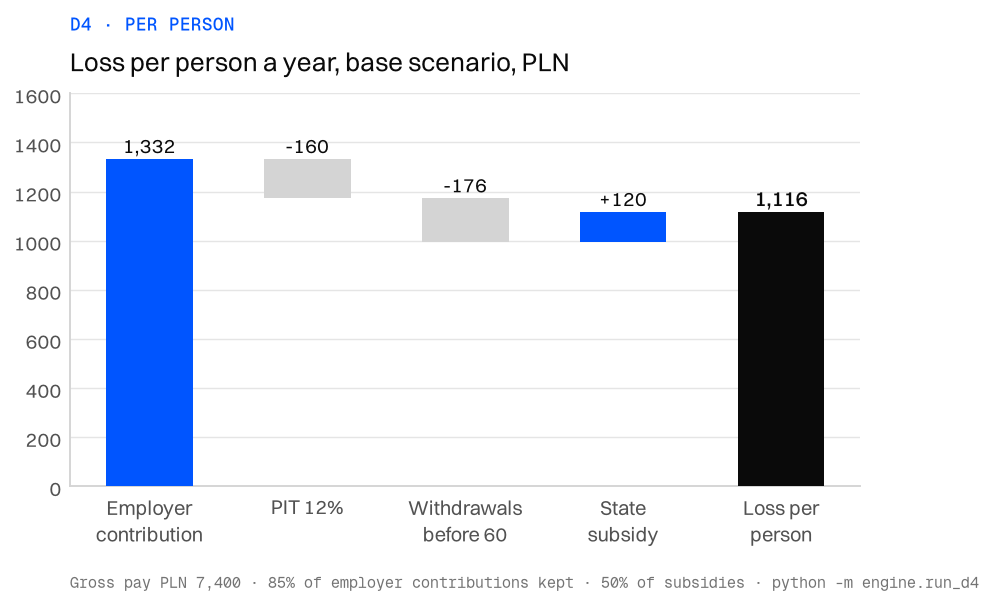 D4 · PER PERSON
Loss per person a year, base scenario, PLN
1600
1400
1200
1000
800
600
400
200
0
1,332
-160
-176
+120
1,116
Employer
contribution
PIT 12%
Withdrawals
before 60
State
subsidy
Loss per
person
Gross pay PLN 7,400 · 85% of employer contributions kept · 50% of subsidies · python -m engine.run_d4